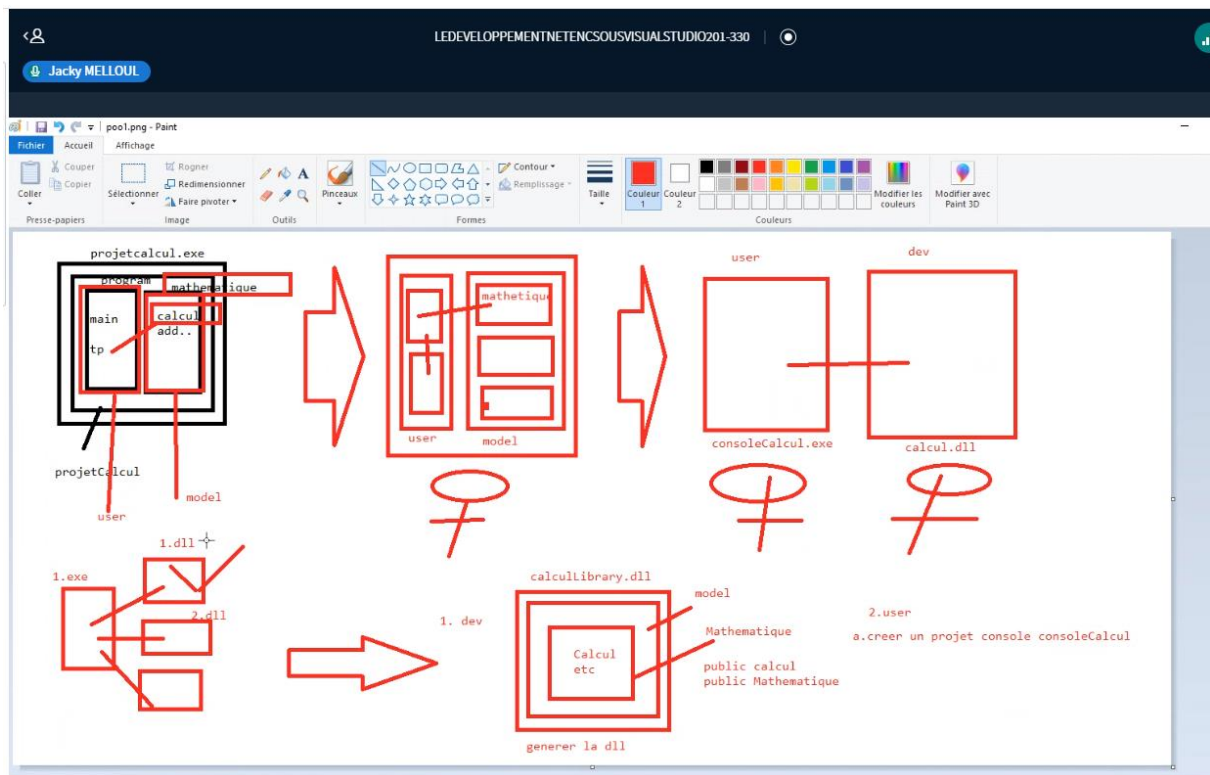 LEDEVELOPPEMENTNETENCSOUSVISUALSTUDIO201-330
Jacky MELLOUL
poo1.png - Paint
Fichier Accueil Affichage
Coller
Couper
Copier
Presse-papiers
Sélectionner
Rogner
Redimensionner
Faire pivoter
Image
Outils
Pinceaux
Contour
Remplissage
Formes
Taille
Couleur 1
Couleur 2
Modifier les couleurs
Couleurs
Modifier avec Paint 3D
projetcalcul.exe
program
mathematique
main
calcul
add..
tp
projetCalcul
model
user
mathetique
user
model
user
dev
consoleCalcul.exe
calcul.dll
1.dll
1.exe
2.dll
1. dev
calculLibrary.dll
model
Mathematique
Calcul
etc
public calcul
public Mathematique
generer la dll
2.user
a.creer un projet console consoleCalcul